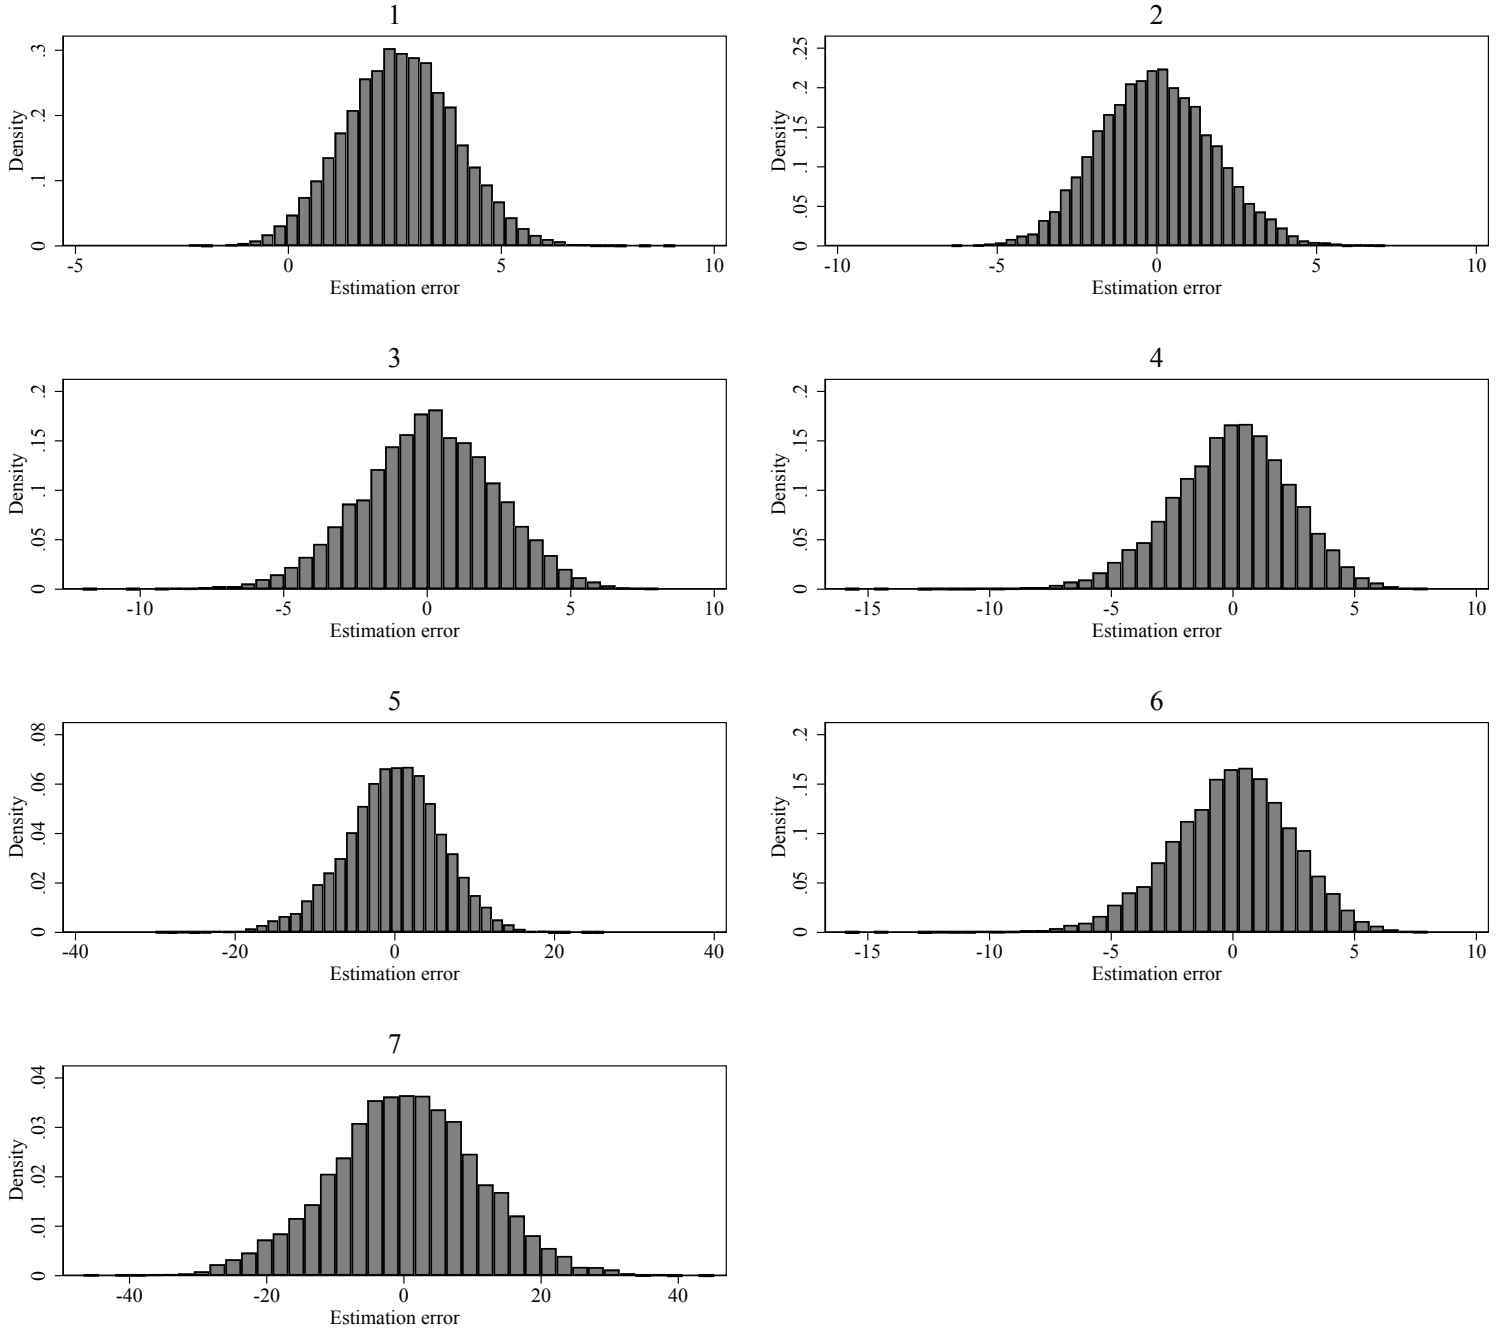 1
Density
0 .1 .2 .3
-5 0 5 10
Estimation error
2
Density
0 .05 .1 .15 .2 .25
-10 -5 0 5 10
Estimation error
3
Density
0 .05 .1 .15 .2
-10 -5 0 5 10
Estimation error
4
Density
0 .05 .1 .15 .2
-15 -10 -5 0 5 10
Estimation error
5
Density
0 .02 .04 .06 .08
-40 -20 0 20 40
Estimation error
6
Density
0 .05 .1 .15 .2
-15 -10 -5 0 5 10
Estimation error
7
Density
0 .01 .02 .03 .04
-40 -20 0 20 40
Estimation error